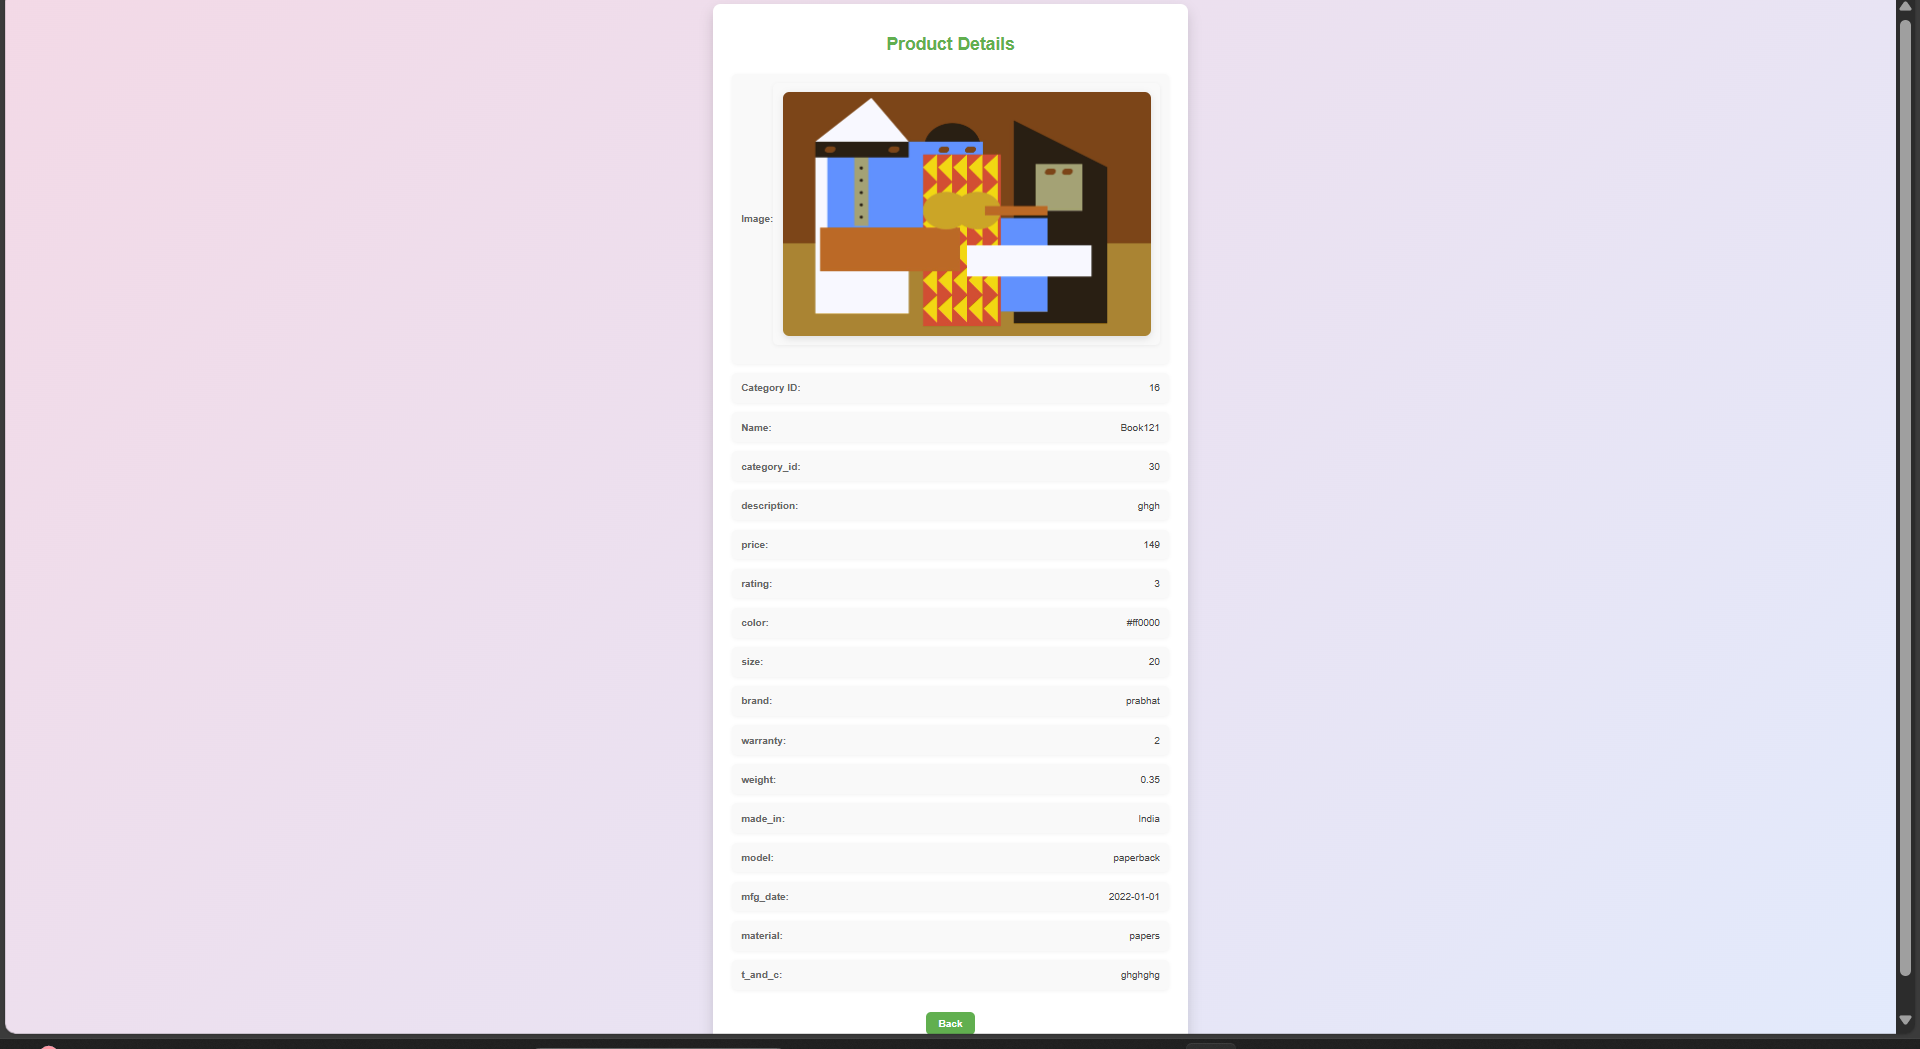 Product Details
Image:
Category ID: 16
Name: Book121
category_id: 30
description: ghgh
price: 149
rating: 3
color: #ff0000
size: 20
brand: prabhat
warranty: 2
weight: 0.35
made_in: India
model: paperback
mfg_date: 2022-01-01
material: papers
t_and_c: ghghghg
Back